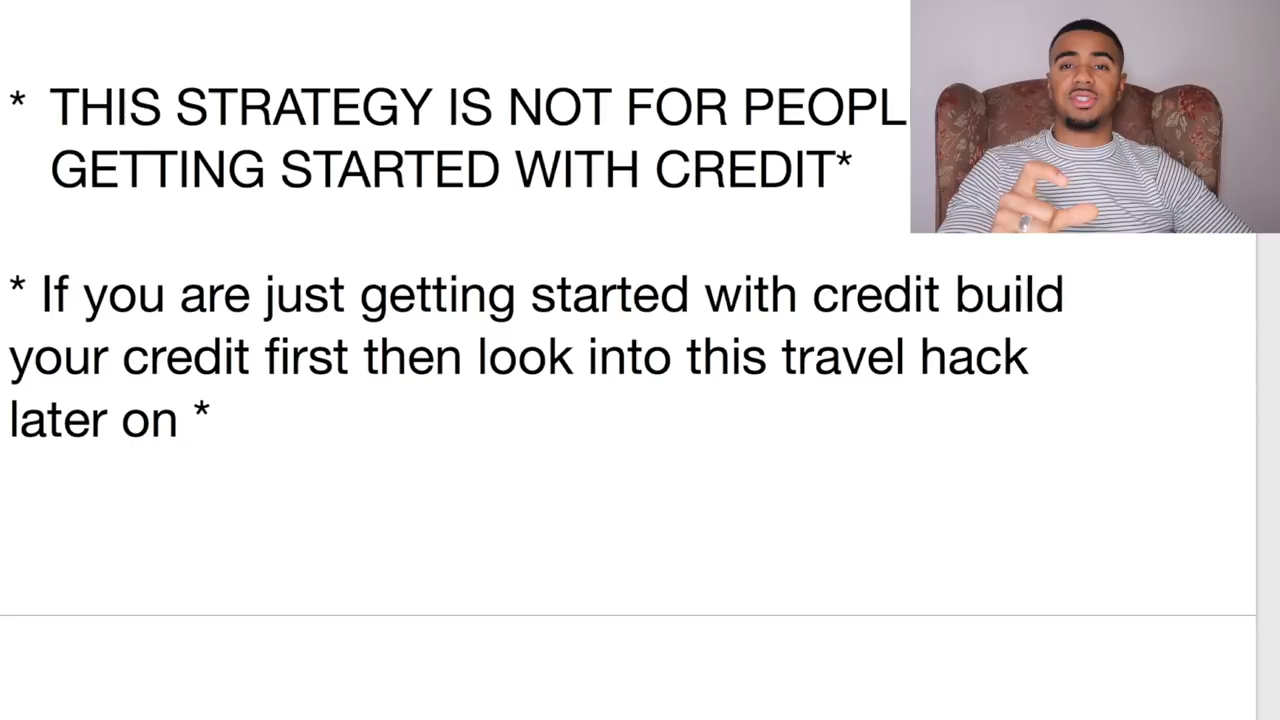 * THIS STRATEGY IS NOT FOR
GETTING STARTED WITH CREDIT*
* If you are just getting started with credit build
your credit first then look into this travel hack
later on *